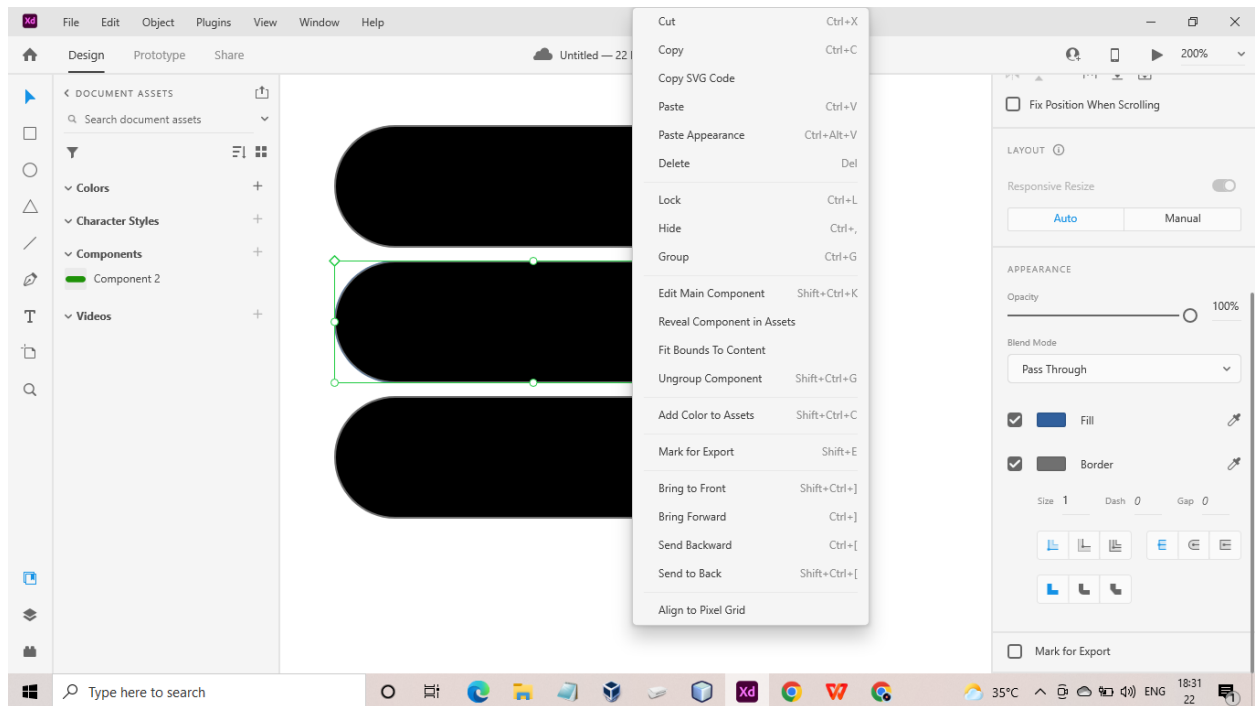 Xd File Edit Object Plugins View Window Help
Design Prototype Share
Untitled — 22
200%
DOCUMENT ASSETS
Search document assets
Colors
Character Styles
Components
Component 2
Videos
Cut Ctrl+X
Copy Ctrl+C
Copy SVG Code
Paste Ctrl+V
Paste Appearance Ctrl+Alt+V
Delete Del
Lock Ctrl+L
Hide Ctrl+,
Group Ctrl+G
Edit Main Component Shift+Ctrl+K
Reveal Component in Assets
Fit Bounds To Content
Ungroup Component Shift+Ctrl+G
Add Color to Assets Shift+Ctrl+C
Mark for Export Shift+E
Bring to Front Shift+Ctrl+]
Bring Forward Ctrl+]
Send Backward Ctrl+[
Send to Back Shift+Ctrl+[
Align to Pixel Grid
Fix Position When Scrolling
LAYOUT
Responsive Resize
Auto Manual
APPEARANCE
Opacity
100%
Blend Mode
Pass Through
Fill
Border
Size 1 Dash 0 Gap 0
Mark for Export
Type here to search
Xd
35°C
ENG
18:31
22
1